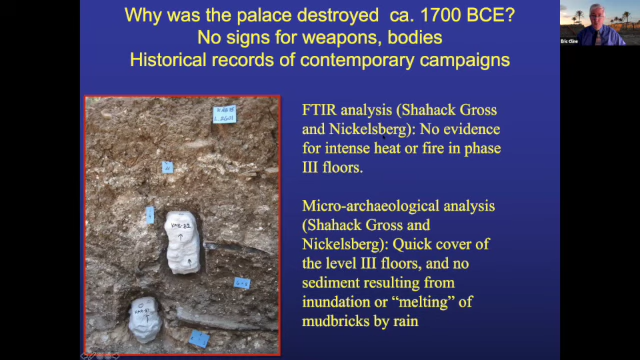 Why was the palace destroyed ca. 1700 BCE?
No signs for weapons, bodies
Historical records of contemporary campaigns
Eric Cline
FTIR analysis (Shahack Gross
and Nickelsberg): No evidence
for intense heat or fire in phase
III floors.
Micro-archaeological analysis
(Shahack Gross and
Nickelsberg): Quick cover of
the level III floors, and no
sediment resulting from
inundation or “melting” of
mudbricks by rain